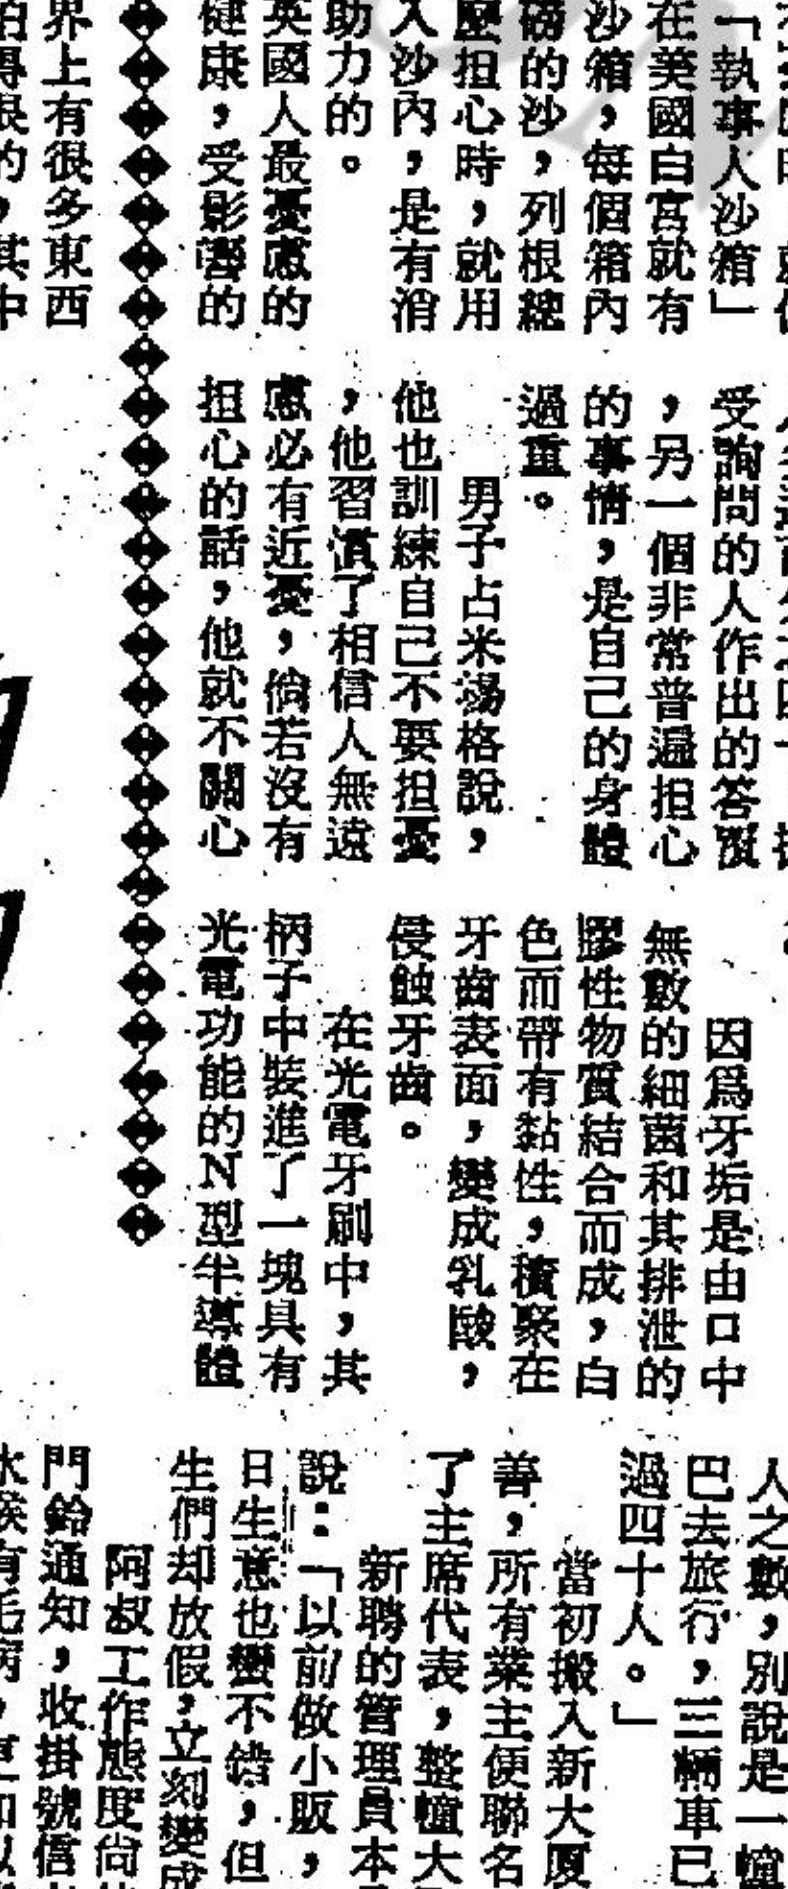 「執事人沙箱」
在美國白宮就有
沙箱，每個箱內
磅的沙，列根總
壓担心時，就用
入沙內，是有消
助力的。
英國人最憂慮的
健康，受影響的
界上有很多東西
受詢問的人作出的答覆
，另一個非常普遍担心
的事情，是自己的身體
過重。
男子占米湯格說，
他也訓練自己不要担憂
，他習慣了相信人無遠
慮必有近憂，倘若沒有
担心的話，他就不關心
因爲牙垢是由口中
無數的細菌和其排泄的
膠性物質結合而成，白
色而帶有黏性，積聚在
牙齒表面，變成乳酸，
侵蝕牙齒。
在光電牙刷中，其
柄子中裝進了一塊具有
光電功能的N型半導體
人之數，別說是一幢
巴去旅行，三輛車已
過四十人。」
當初搬入新大厦
善，所有業主便聯名
了主席代表，整幢大
新聘的管理員本
說：「以前做小販，
日生意也蠻不錯，但
生們却放假，立刻變成
阿叔工作態度尚
門鈴通知，收掛號信